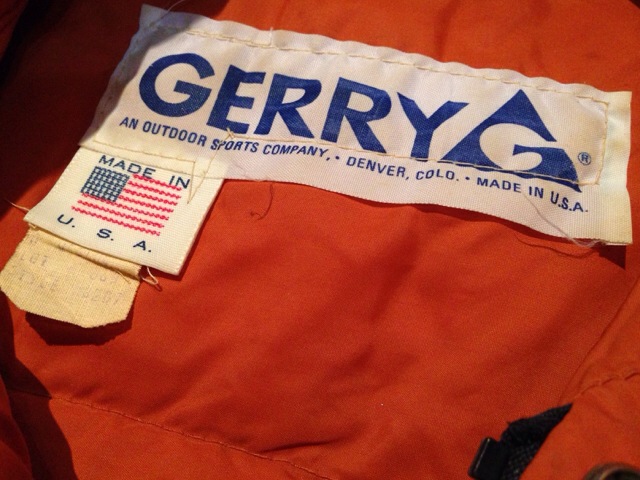 GERRY G ®
AN OUTDOOR SPORTS COMPANY, • DENVER, COLO. • MADE IN U.S.A.
MADE IN
U. S. A.